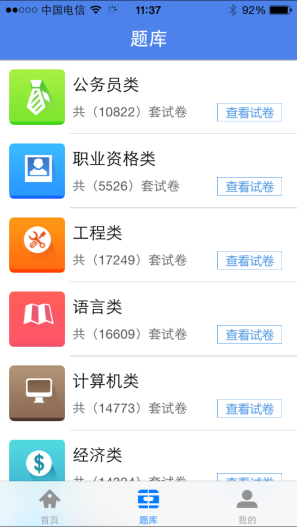 中国电信 11:37 92%
题库
公务员类
共（10822）套试卷 查看试卷
职业资格类
共（5526）套试卷 查看试卷
工程类
共（17249）套试卷 查看试卷
语言类
共（16609）套试卷 查看试卷
计算机类
共（14773）套试卷 查看试卷
经济类
首页 题库 我的